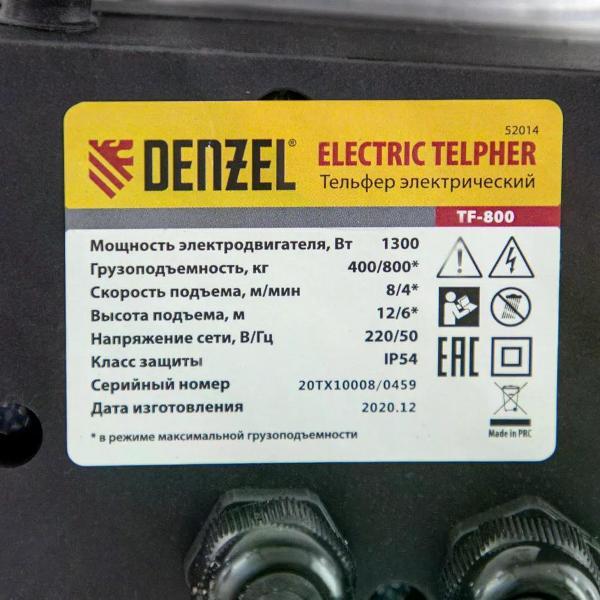 52014
DENZEL®
ELECTRIC TELPHER
Тельфер электрический
TF-800
Мощность электродвигателя, Вт 1300
Грузоподъемность, кг 400/800*
Скорость подъема, м/мин 8/4*
Высота подъема, м 12/6*
Напряжение сети, В/Гц 220/50
Класс защиты IP54
Серийный номер 20TX10008/0459
Дата изготовления 2020.12
* в режиме максимальной грузоподъемности
EAC
Made in PRC